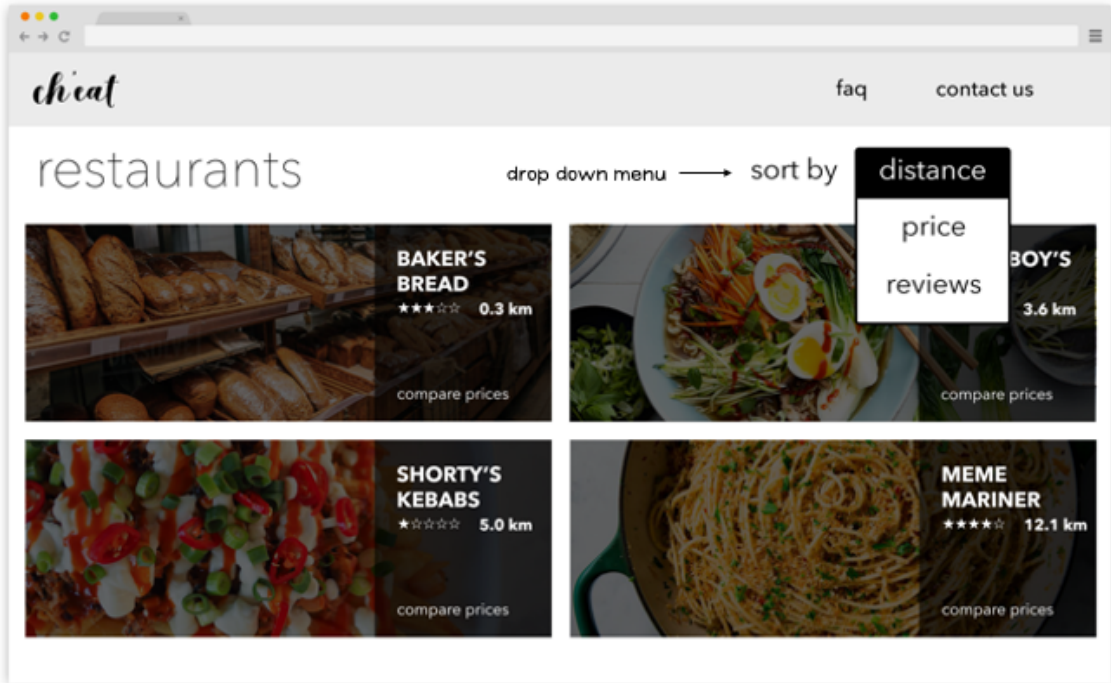 ch'eat
faq
contact us
restaurants
drop down menu
sort by
distance
price
reviews
BAKER'S
BREAD
★★★☆☆ 0.3 km
compare prices
BOY'S
3.6 km
compare prices
SHORTY'S
KEBABS
★☆☆☆☆ 5.0 km
compare prices
MEME
MARINER
★★★★☆ 12.1 km
compare prices